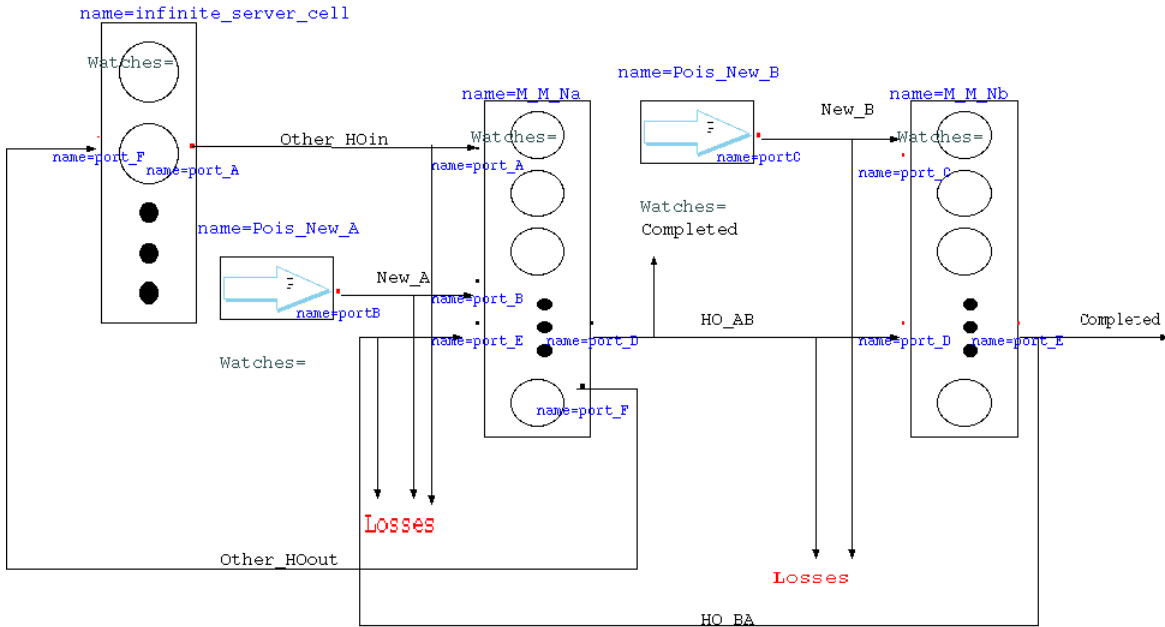 name=infinite_server_cell
Watches=
name=port_F
name=port_A
Other_HOin
name=Pois_New_A
F
New_A
name=portB
Watches=
name=M_M_Na
Watches=
name=port_A
name=port_B
name=port_E
name=port_D
name=port_F
name=Pois_New_B
F
name=portC
New_B
Watches=
Completed
HO_AB
name=M_M_Nb
Watches=
name=port_C
name=port_D
name=port_E
Completed
Losses
Losses
Other_HOout
HO_BA